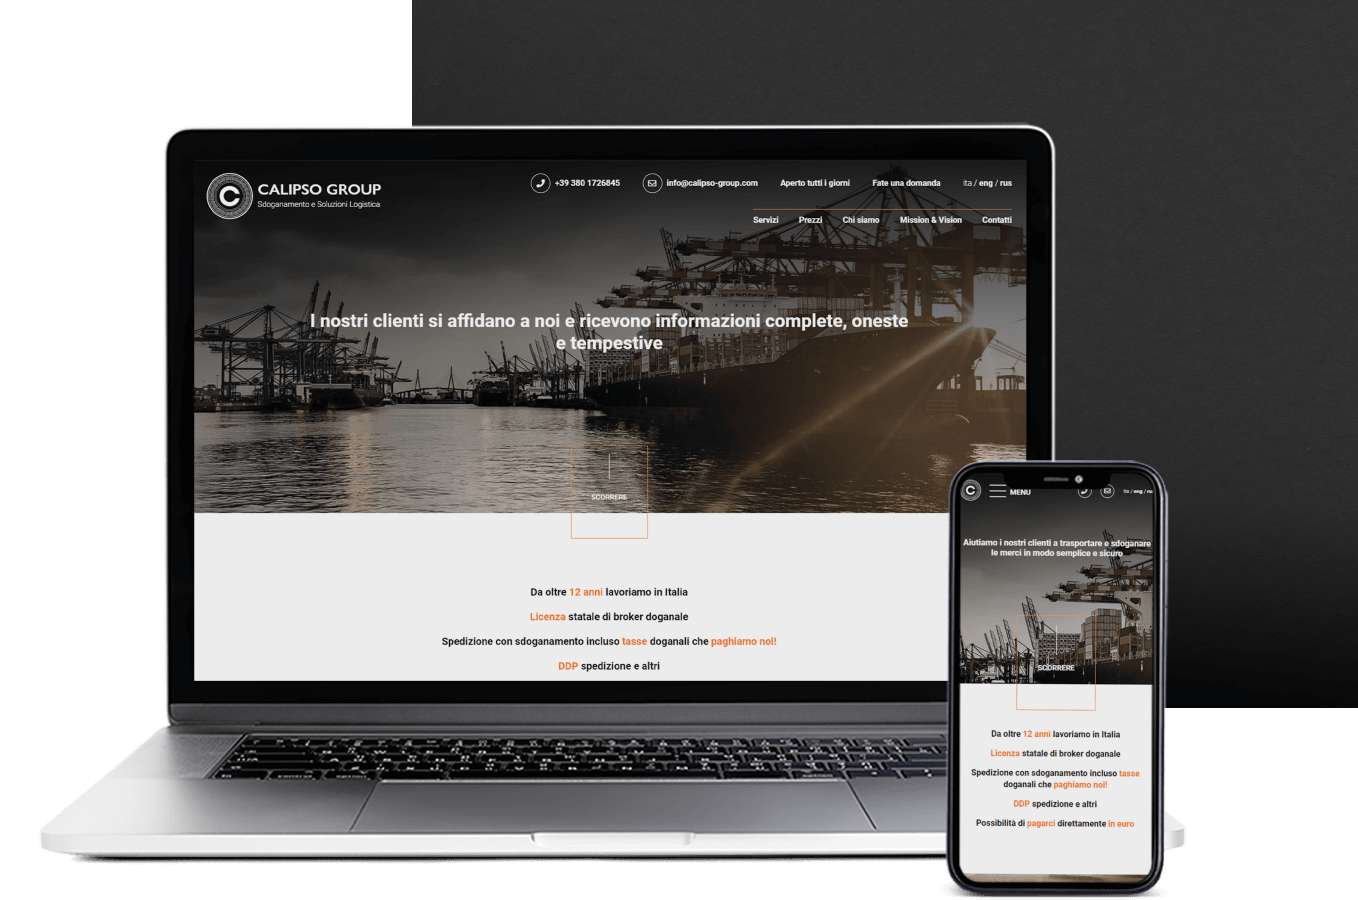 CALIPSO GROUP
Sdoganamento e Soluzioni Logistica
+39 380 1726845
info@calipso-group.com
Aperto tutti i giorni
Fate una domanda
ita / eng / rus
Servizi
Prezzi
Chi siamo
Mission & Vision
Contatti
I nostri clienti si affidano a noi e ricevono informazioni complete, oneste
e tempestive
SCORRERE
Da oltre 12 anni lavoriamo in Italia
Licenza statale di broker doganale
Spedizione con sdoganamento incluso tasse doganali che paghiamo noi!
DDP spedizione e altri
C
MENU
ita / eng / ru
Aiutiamo i nostri clienti a trasportare e sdoganare
le merci in modo semplice e sicuro
SCORRERE
Da oltre 12 anni lavoriamo in Italia
Licenza statale di broker doganale
Spedizione con sdoganamento incluso tasse
doganali che paghiamo noi!
DDP spedizione e altri
Possibilità di pagarci direttamente in euro